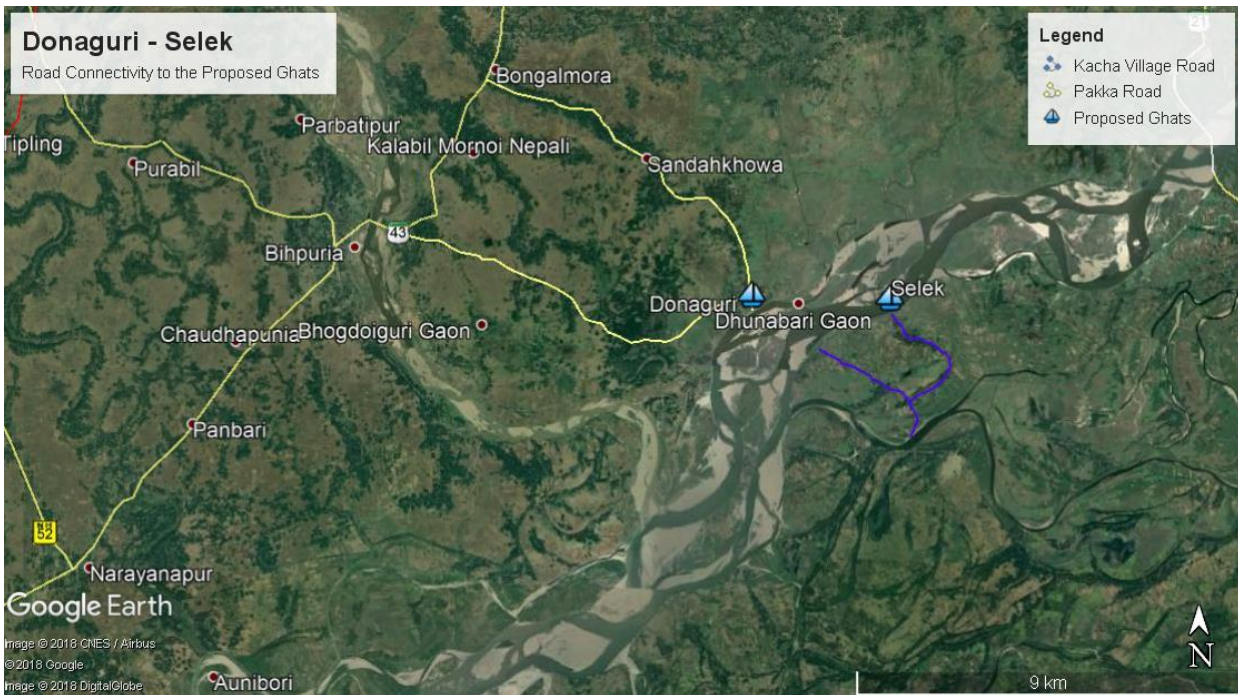 Donaguri - Selek
Road Connectivity to the Proposed Ghats
Legend
Kacha Village Road
Pakka Road
Proposed Ghats
21
Bongalmora
Parbatipur
Tipling
Kalabil Mornoi Nepali
Purabil
Sandahkhowa
43
Bihpuria
Selek
Donaguri
Dhunabari Gaon
Chaudhapunia
Bhogdoiguri Gaon
Panbari
NH
52
Narayanapur
Google Earth
N
Image © 2018 CNES / Airbus
©2018 Google
Image © 2018 DigitalGlobe
Aunibori
9 km